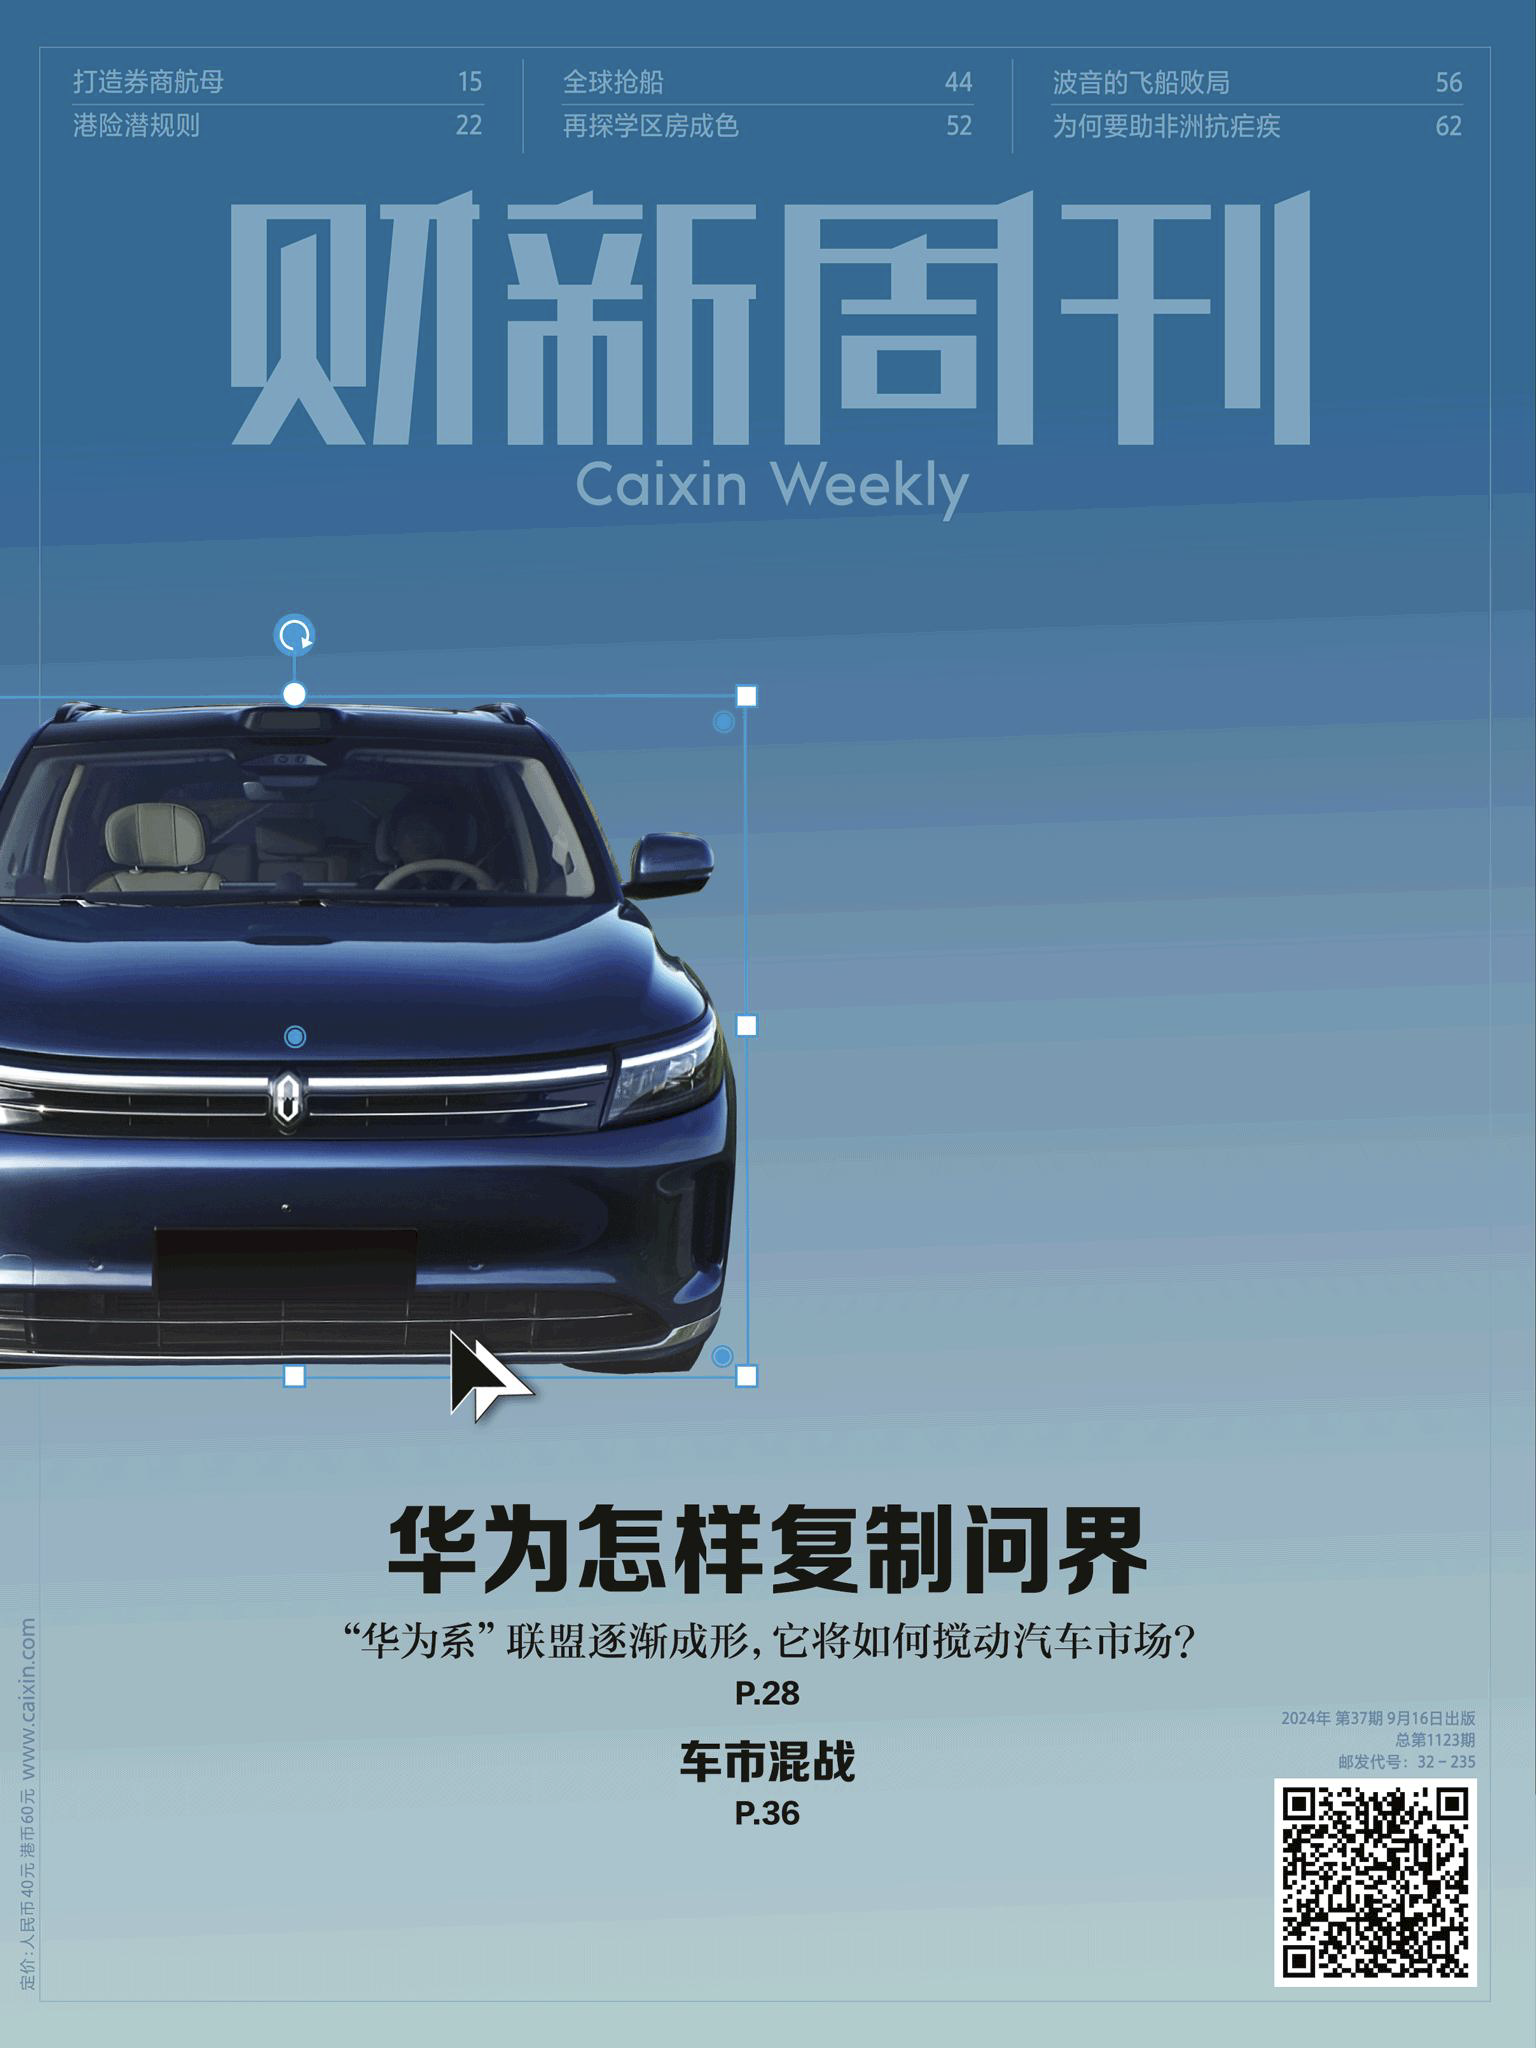 打造券商航母 15
港险潜规则 22
全球抢船 44
再探学区房成色 52
波音的飞船败局 56
为何要助非洲抗疟疾 62
财新周刊
Caixin Weekly
华为怎样复制问界
“华为系”联盟逐渐成形，它将如何搅动汽车市场？
P.28
车市混战
P.36
2024年 第37期 9月16日出版
总第1123期
邮发代号：32-235
定价：人民币40元 港币60元 www.caixin.com